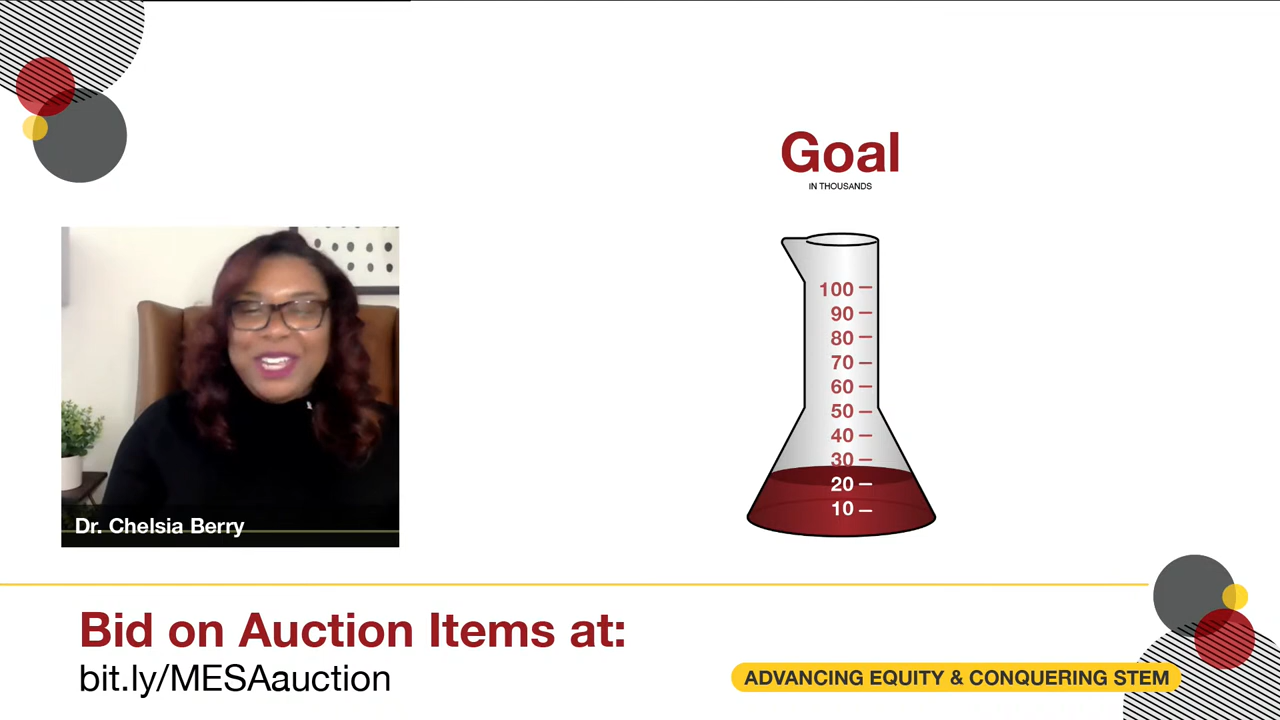 Goal
IN THOUSANDS
100
90
80
70
60
50
40
30
20
10
Dr. Chelsia Berry
Bid on Auction Items at:
bit.ly/MESAauction
ADVANCING EQUITY & CONQUERING STEM